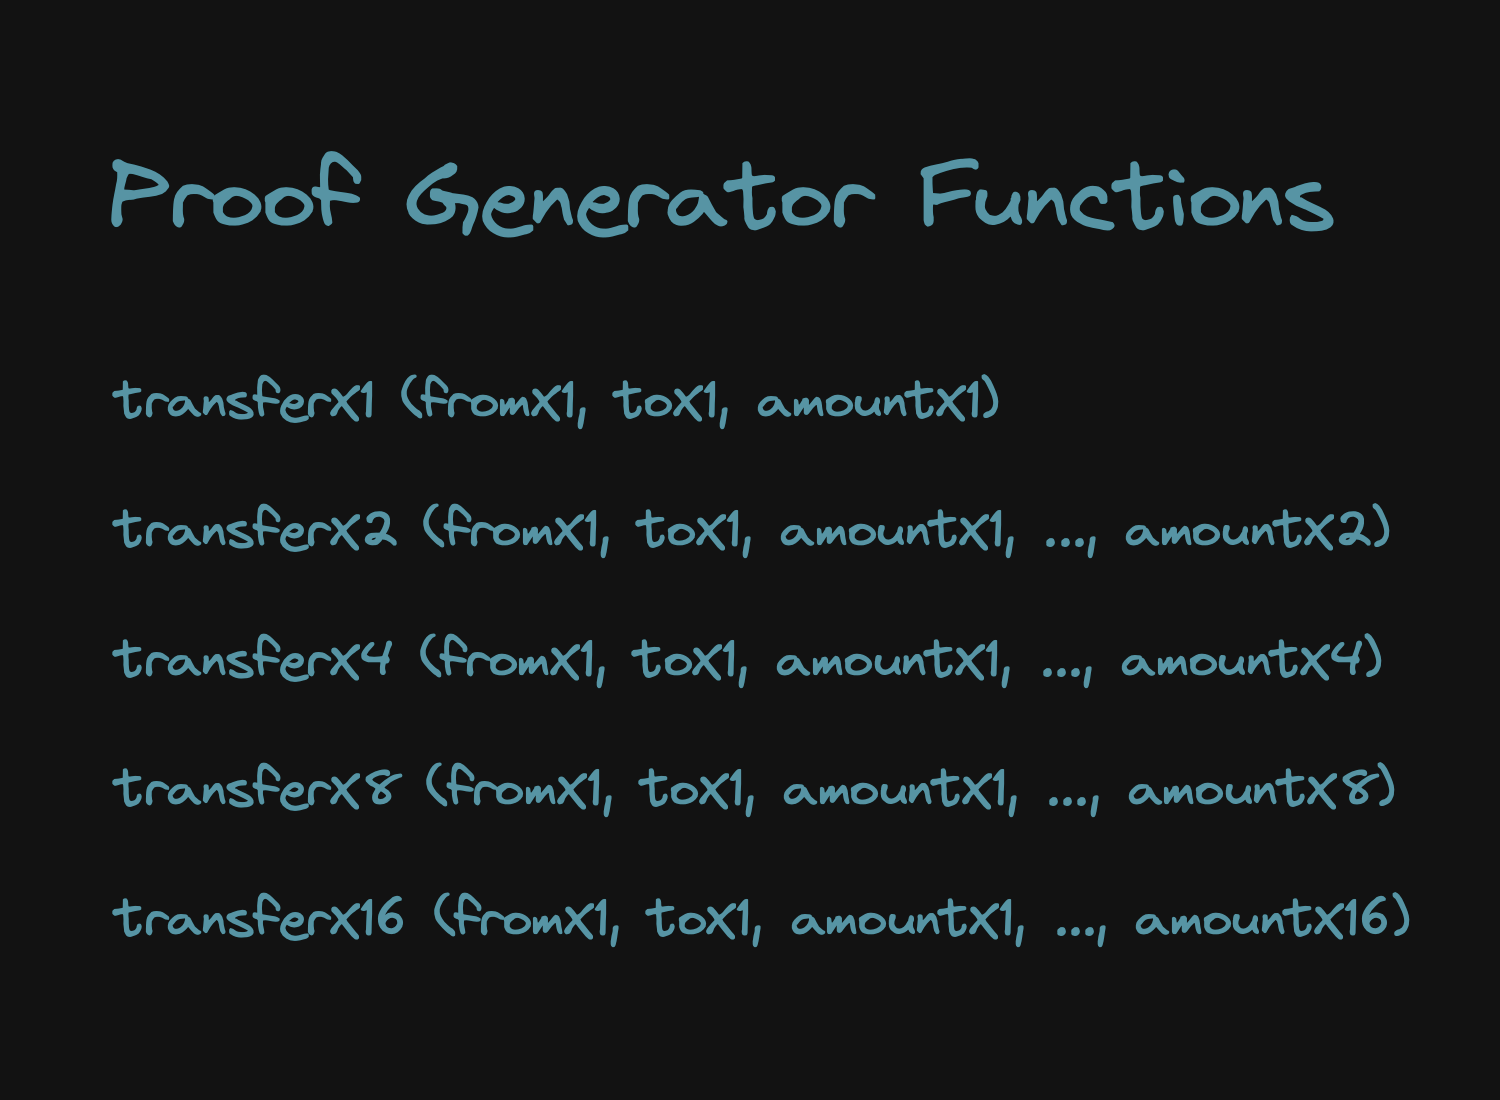 Proof Generator Functions
transferX1 (fromX1, toX1, amountX1)
transferX2 (fromX1, toX1, amountX1, ..., amountX2)
transferX4 (fromX1, toX1, amountX1, ..., amountX4)
transferX8 (fromX1, toX1, amountX1, ..., amountX8)
transferX16 (fromX1, toX1, amountX1, ..., amountX16)